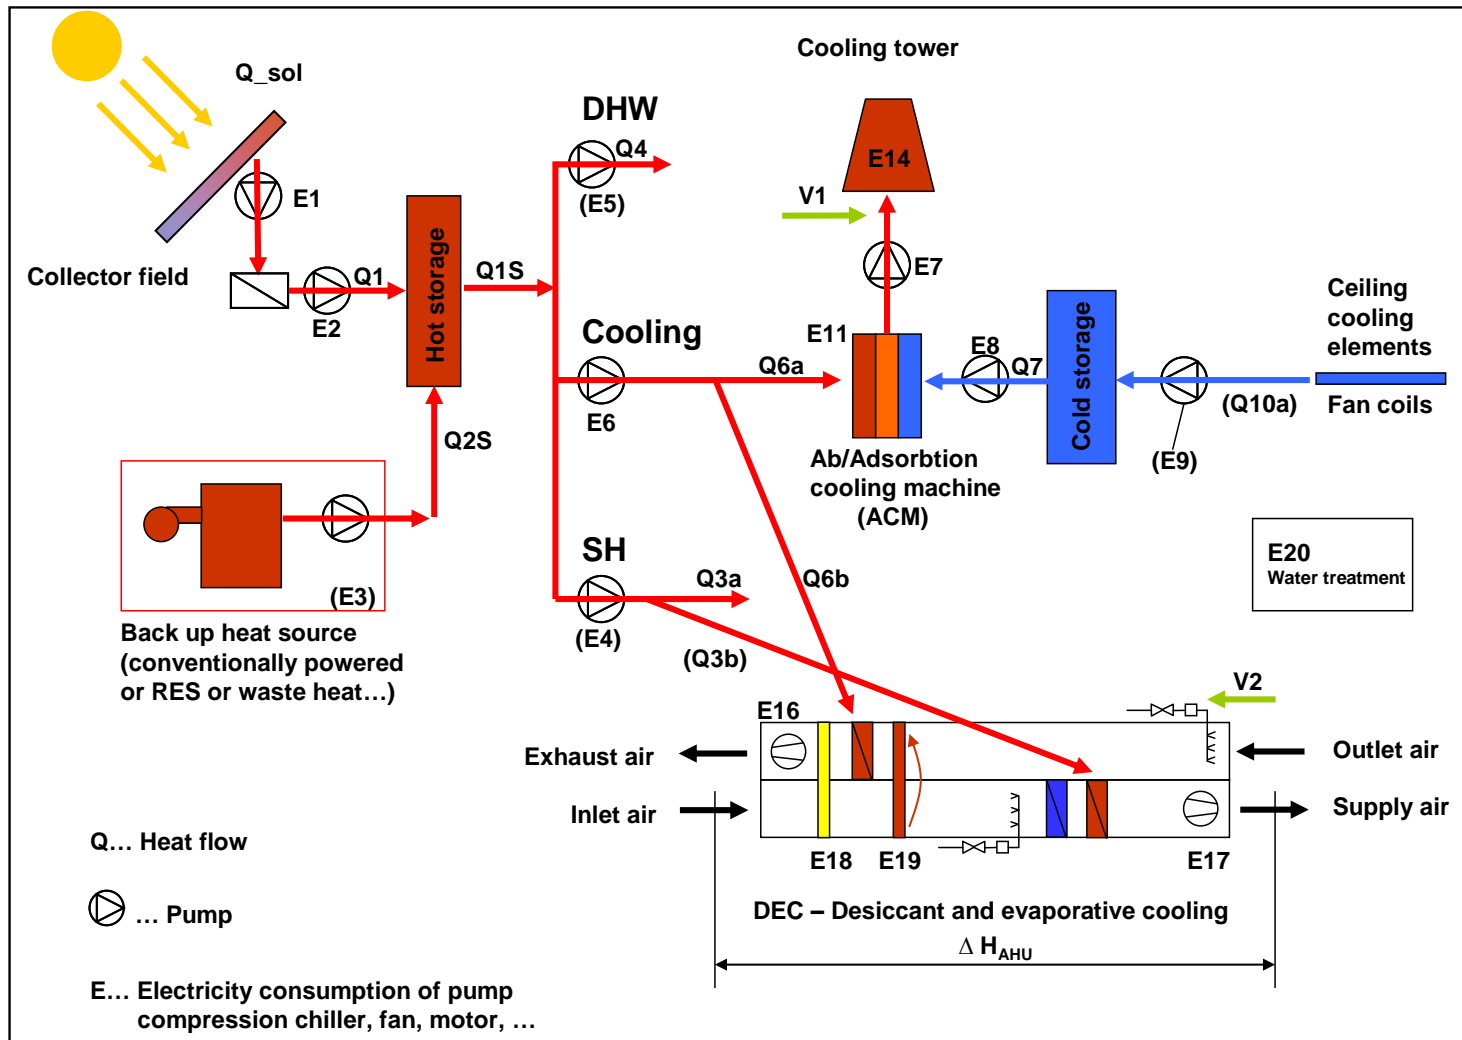 Cooling tower
Q_sol
DHW
Q4
E14
(E5)
V1
E1
Collector field
Q1
E2
Hot storage
Q1S
E7
Ceiling
cooling
elements
Cooling
E11
E8
Q7
Cold storage
Q6a
E6
(Q10a)
Fan coils
Q2S
(E9)
Ab/Adsorbtion
cooling machine
(ACM)
SH
Q3a
Q6b
E20
Water treatment
(E3)
(E4)
Back up heat source
(conventionally powered
or RES or waste heat…)
(Q3b)
V2
E16
Exhaust air
Outlet air
Inlet air
Supply air
E18
E19
E17
Q… Heat flow
DEC – Desiccant and evaporative cooling
… Pump
Δ HAHU
E… Electricity consumption of pump
compression chiller, fan, motor, …